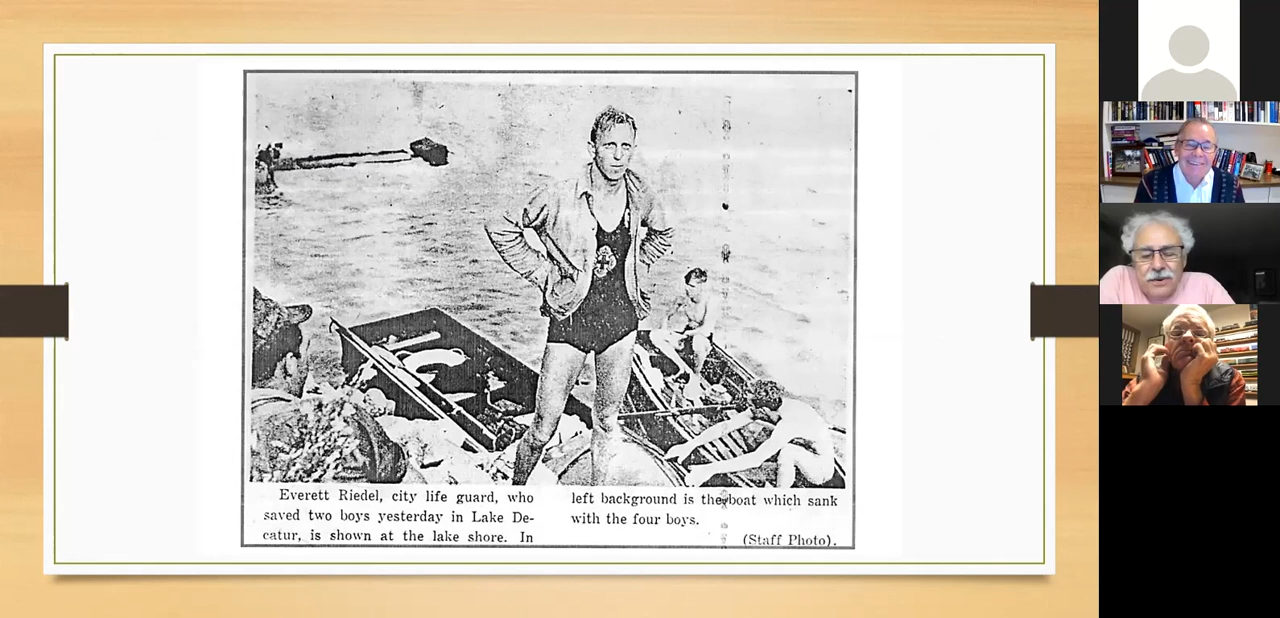 Everett Riedel, city life guard, who
saved two boys yesterday in Lake De-
catur, is shown at the lake shore. In
left background is the boat which sank
with the four boys.
(Staff Photo).